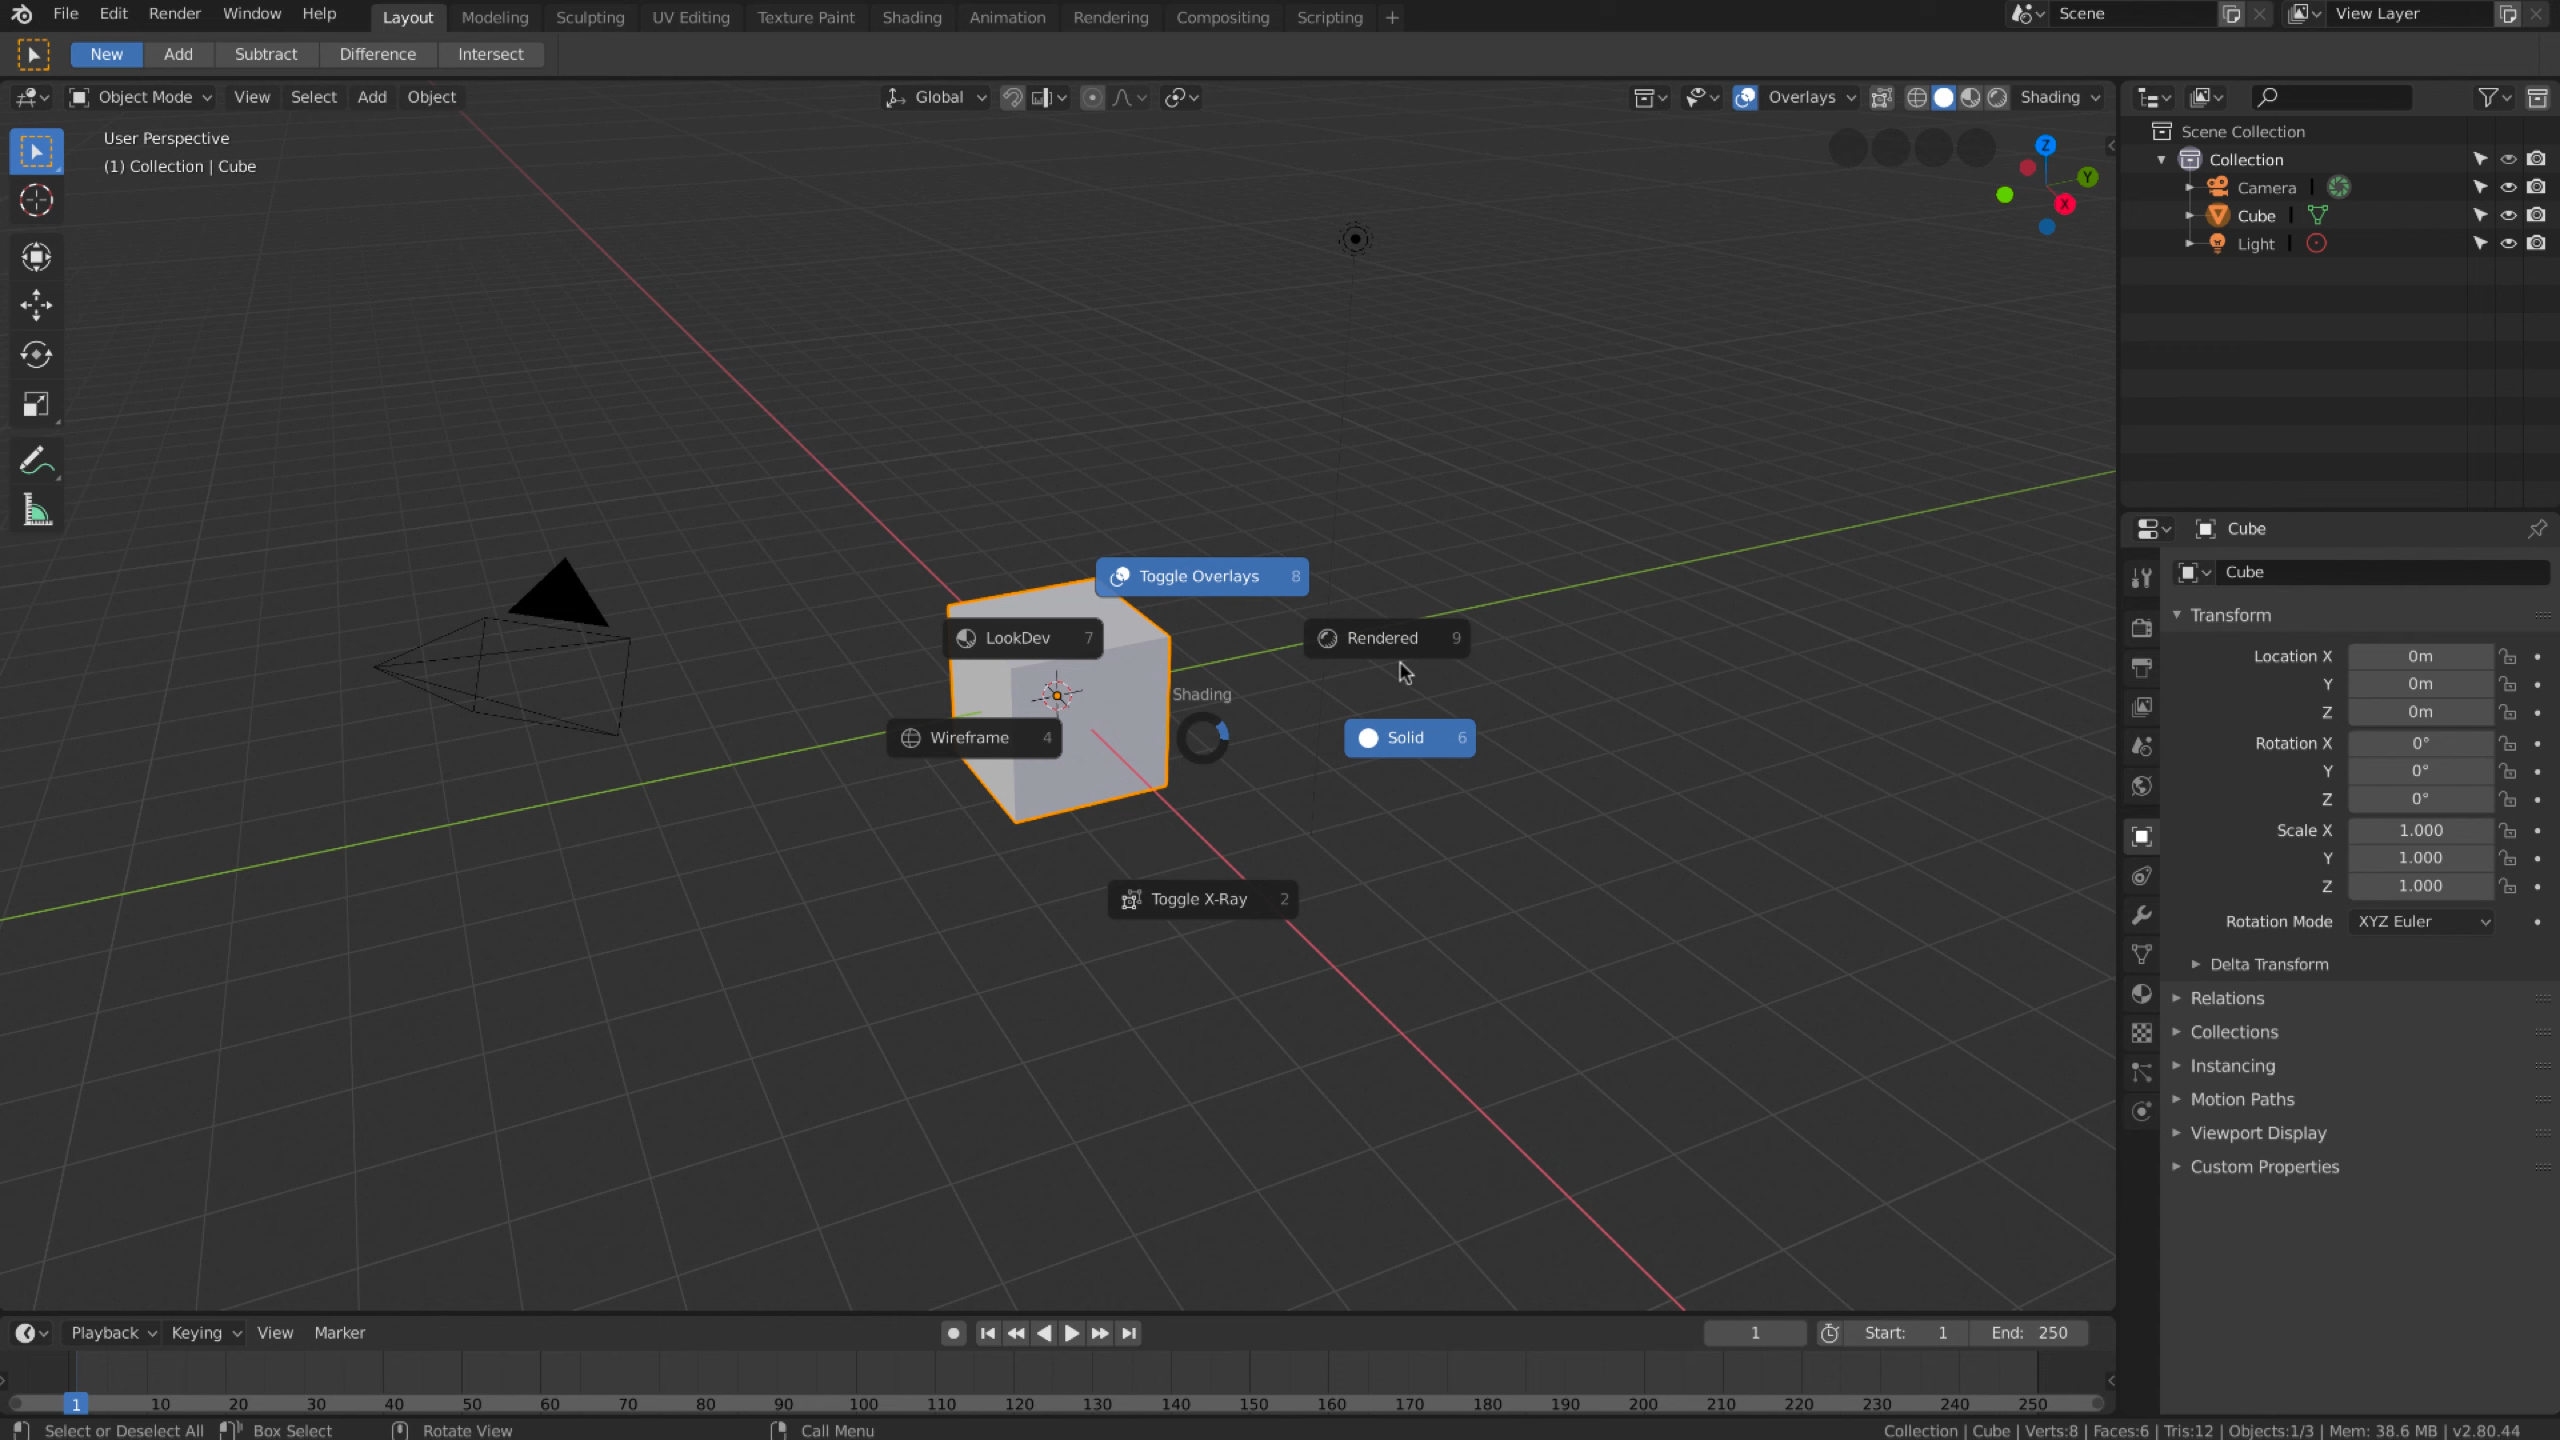 File Edit Render Window Help Layout Modeling Sculpting UV Editing Texture Paint Shading Animation Rendering Compositing Scripting + Scene View Layer
New Add Subtract Difference Intersect
Object Mode View Select Add Object Global Overlays Shading
User Perspective
(1) Collection | Cube
Z
Y
X
Scene Collection
Collection
Camera
Cube
Light
Toggle Overlays 8
LookDev 7
Rendered 9
Shading
Wireframe 4
Solid 6
Toggle X-Ray 2
Cube
Cube
Transform
Location X 0m
Y 0m
Z 0m
Rotation X 0°
Y 0°
Z 0°
Scale X 1.000
Y 1.000
Z 1.000
Rotation Mode XYZ Euler
Delta Transform
Relations
Collections
Instancing
Motion Paths
Viewport Display
Custom Properties
Playback Keying View Marker 1 Start: 1 End: 250
1 10 20 30 40 50 60 70 80 90 100 110 120 130 140 150 160 170 180 190 200 210 220 230 240 250
Select or Deselect All Box Select Rotate View Call Menu Collection | Cube | Verts:8 | Faces:6 | Tris:12 | Objects:1/3 | Mem: 38.6 MB | v2.80.44